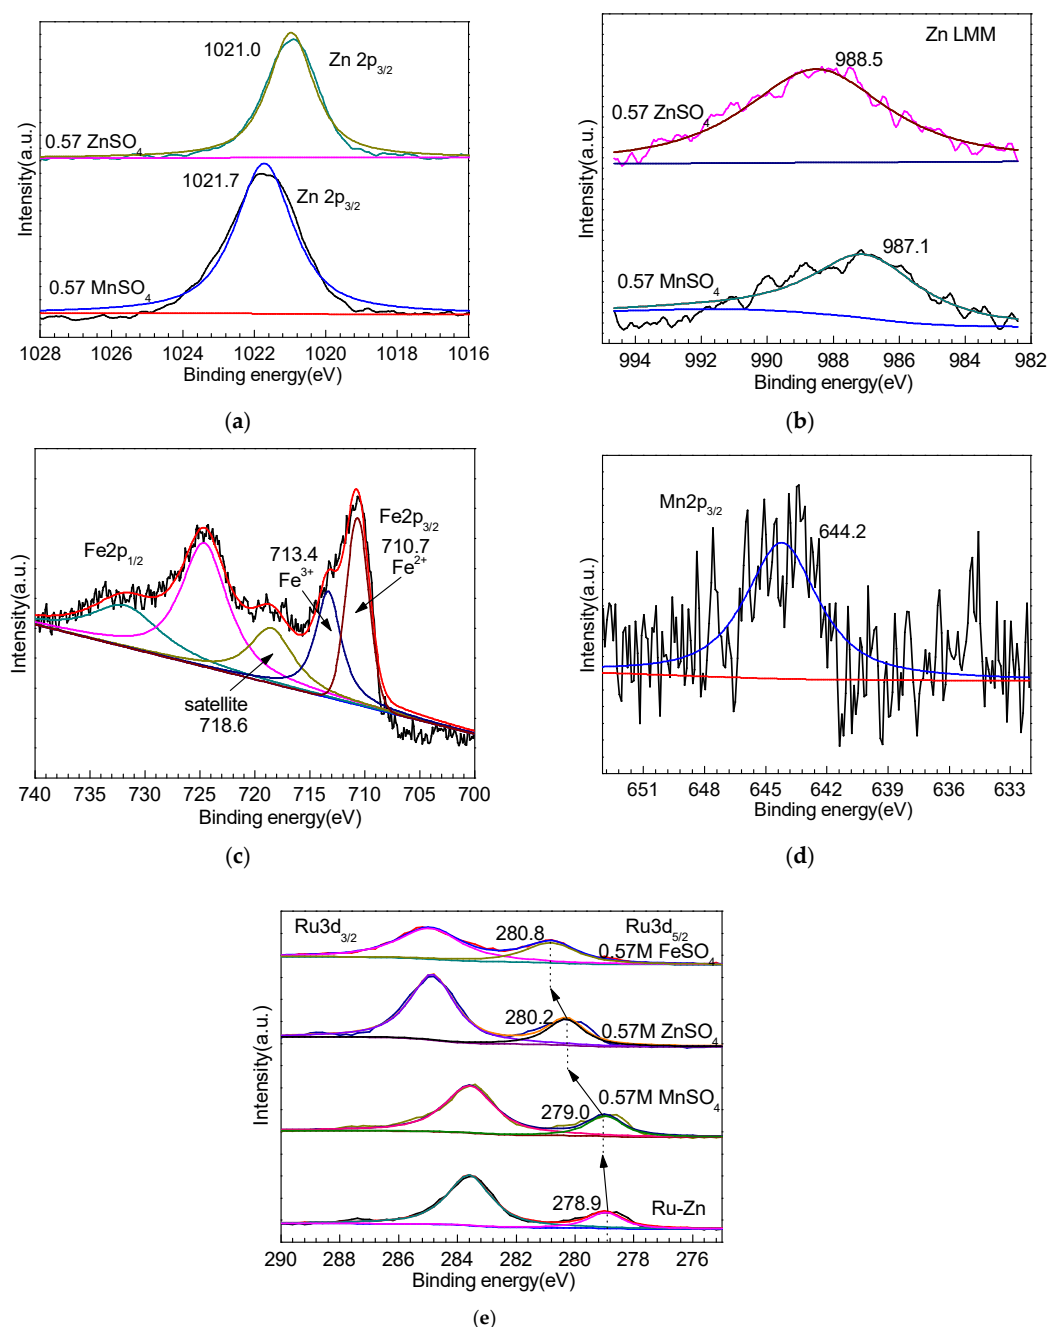 Intensity(a.u.)
1021.0
Zn 2p3/2
0.57 ZnSO4
1021.7
Zn 2p3/2
0.57 MnSO4
1028 1026 1024 1022 1020 1018 1016
Binding energy(eV)
(a)
Intensity(a.u.)
Zn LMM
988.5
0.57 ZnSO4
987.1
0.57 MnSO4
994 992 990 988 986 984 982
Binding energy(eV)
(b)
Intensity(a.u.)
Fe2p3/2
710.7
Fe2+
713.4
Fe3+
Fe2p1/2
satellite
718.6
740 735 730 725 720 715 710 705 700
Binding energy(eV)
(c)
Intensity(a.u.)
Mn2p3/2
644.2
651 648 645 642 639 636 633
Binding energy(eV)
(d)
Intensity(a.u.)
Ru3d3/2
Ru3d5/2
280.8
0.57M FeSO4
280.2
0.57M ZnSO4
279.0
0.57M MnSO4
278.9
Ru-Zn
290 288 286 284 282 280 278 276
Binding energy(eV)
(e)